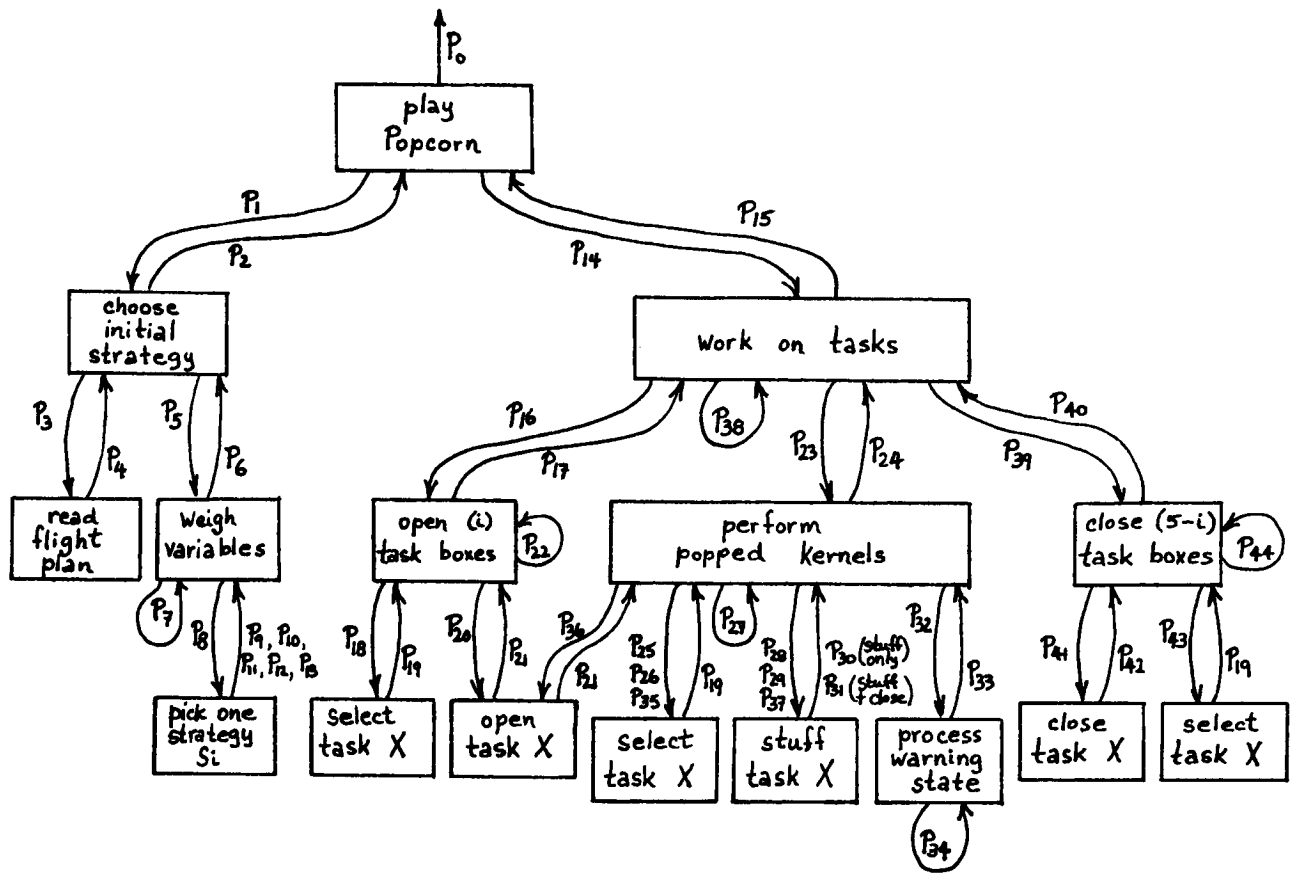 P0
play
Popcorn
P1
P2
P14
P15
choose
initial
strategy
work on tasks
P3
P4
P5
P6
P16
P17
P38
P23
P24
P39
P40
read
flight
plan
weigh
variables
open (i)
task boxes
P22
perform
popped kernels
close (5-i)
task boxes
P44
P7
P8
P9, P10,
P11, P12, P13
P18
P19
P20
P21
P36
P21
P25
P26
P35
P19
P27
P28
P29
P37
P30 (stuff only)
P31 (stuff + close)
P32
P33
P41
P42
P43
P19
pick one
strategy
Si
select
task X
open
task X
select
task X
stuff
task X
process
warning
state
close
task X
select
task X
P34